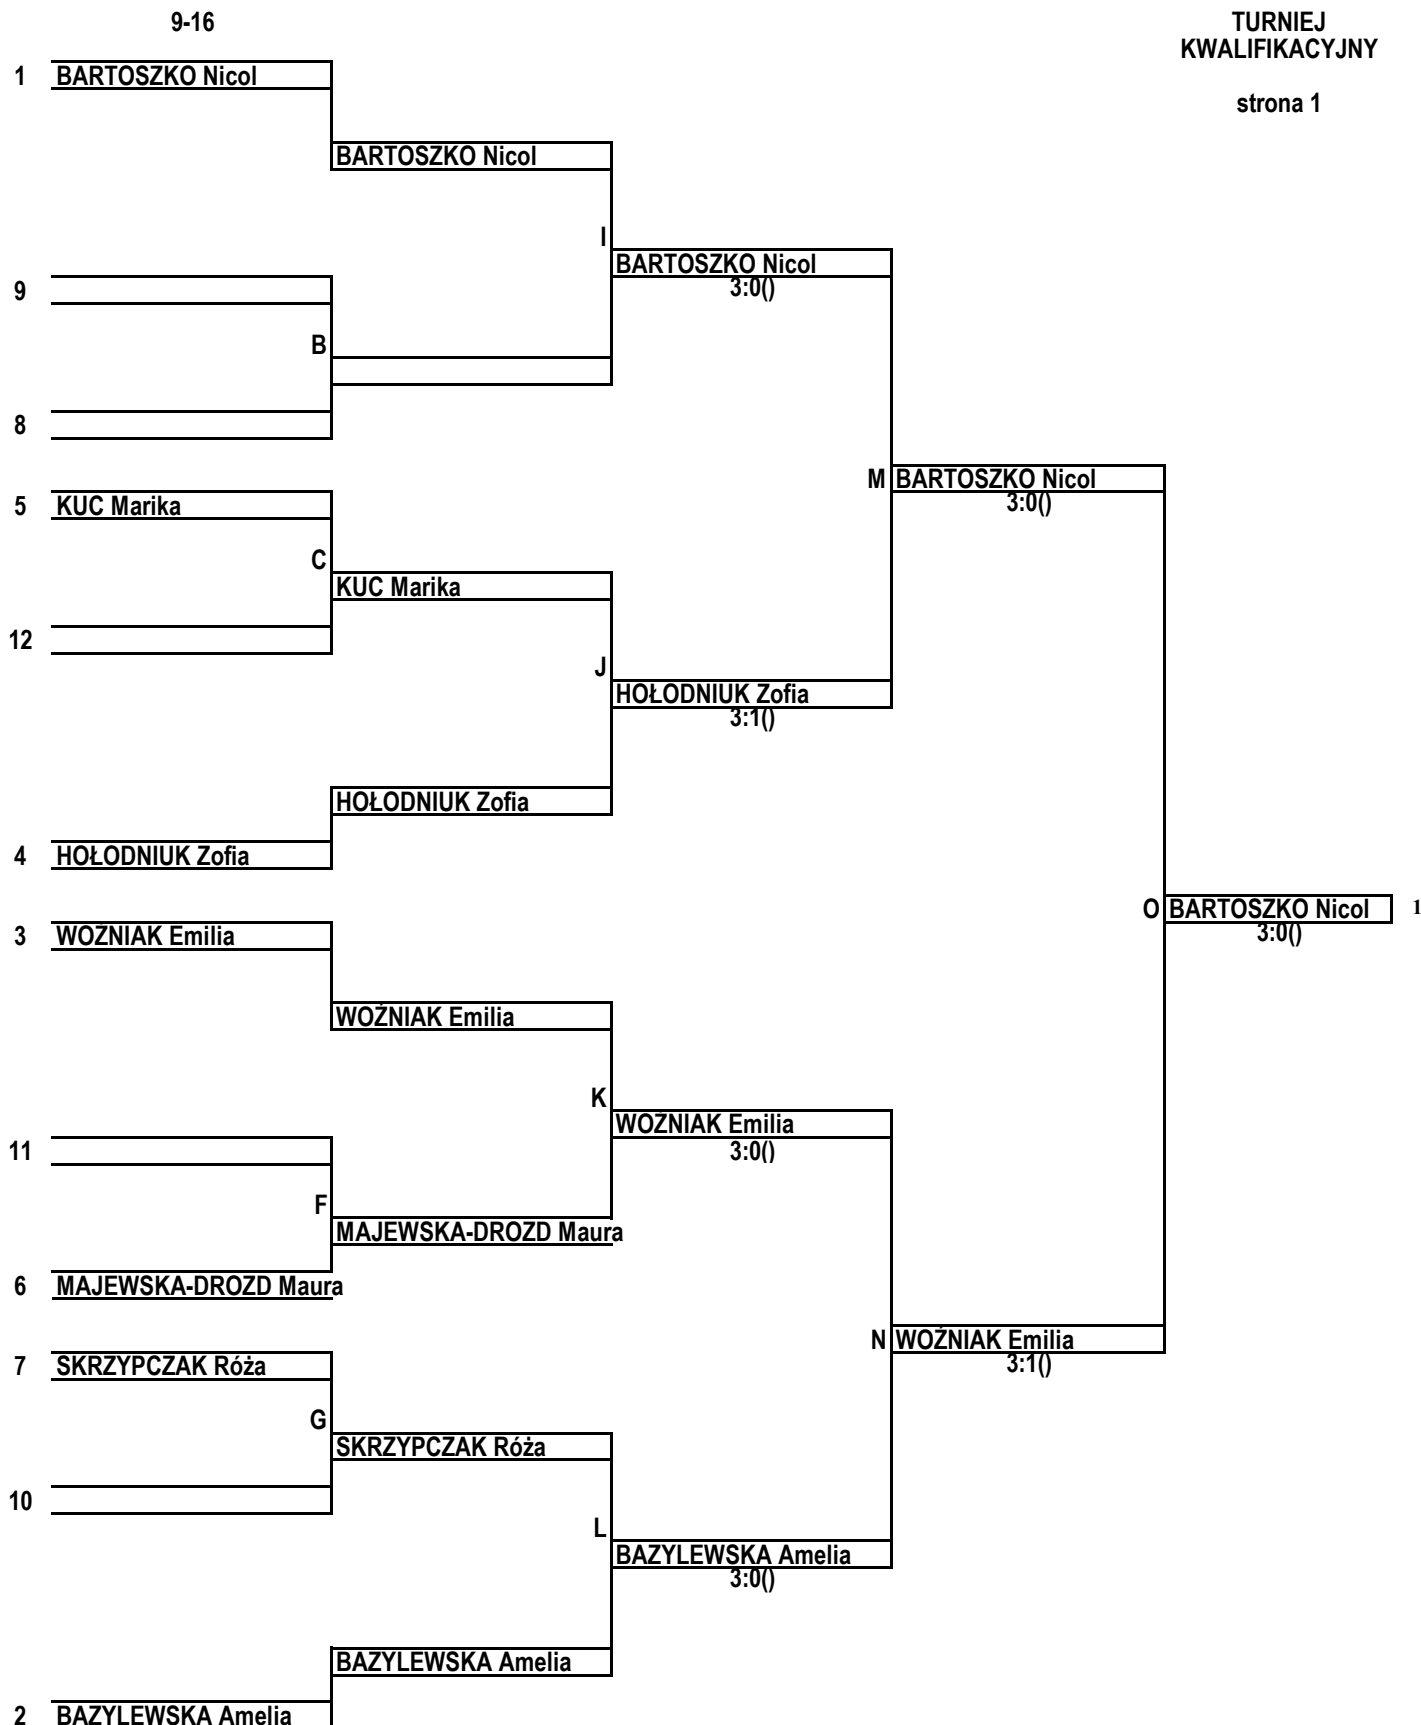 9-16
TURNIEJ
KWALIFIKACYJNY
strona 1
1 BARTOSZKO Nicol
BARTOSZKO Nicol
I
BARTOSZKO Nicol
3:0()
9
B
8
M BARTOSZKO Nicol
3:0()
5 KUC Marika
C
KUC Marika
12
J
HOŁODNIUK Zofia
3:1()
HOŁODNIUK Zofia
4 HOŁODNIUK Zofia
O BARTOSZKO Nicol 1
3:0()
3 WOŹNIAK Emilia
WOŹNIAK Emilia
K
WOŹNIAK Emilia
3:0()
11
F
MAJEWSKA-DROZD Maura
6 MAJEWSKA-DROZD Maura
N WOŹNIAK Emilia
3:1()
7 SKRZYPCZAK Róża
G
SKRZYPCZAK Róża
10
L
BAZYLEWSKA Amelia
3:0()
BAZYLEWSKA Amelia
2 BAZYLEWSKA Amelia